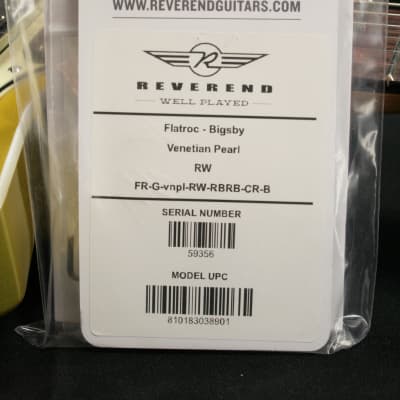 WWW.REVERENDGUITARS.COM
R
REVEREND
WELL PLAYED
Flatroc - Bigsby
Venetian Pearl
RW
FR-G-vnpl-RW-RBRB-CR-B
SERIAL NUMBER
59356
MODEL UPC
810183038901